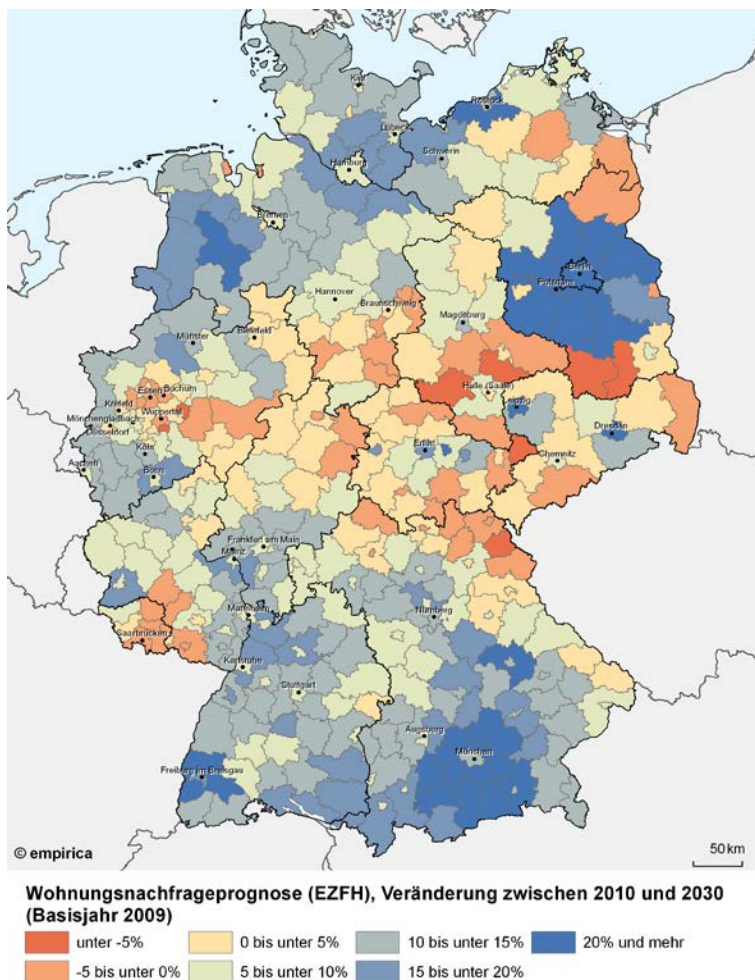 Kiel
Rostock
Lübeck
Schwerin
Hamburg
Bremen
Berlin
Potsdam
Hannover
Braunschweig
Magdeburg
Bielefeld
Münster
Essen
Bochum
Krefeld
Wuppertal
Mönchengladbach
Düsseldorf
Halle (Saale)
Leipzig
Dresden
Köln
Erfurt
Chemnitz
Aachen
Bonn
Frankfurt am Main
Mainz
Mannheim
Nürnberg
Saarbrücken
Karlsruhe
Stuttgart
Augsburg
München
Freiburg im Breisgau
© empirica
50 km
Wohnungsnachfrageprognose (EZFH), Veränderung zwischen 2010 und 2030
(Basisjahr 2009)
unter -5%
0 bis unter 5%
10 bis unter 15%
20% und mehr
-5 bis unter 0%
5 bis unter 10%
15 bis unter 20%